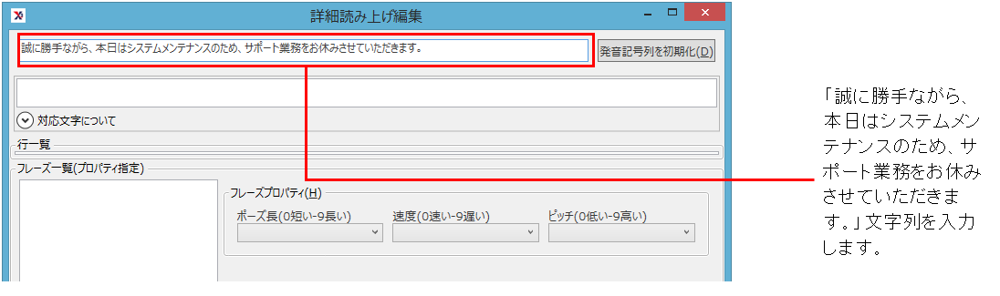 詳細読み上げ編集
誠に勝手ながら、本日はシステムメンテナンスのため、サポート業務をお休みさせていただきます。
発音記号列を初期化(D)
対応文字について
行一覧
フレーズ一覧(プロパティ指定)
フレーズプロパティ(H)
ポーズ長(0短い-9長い)
速度(0速い-9遅い)
ピッチ(0低い-9高い)
「誠に勝手ながら、
本日はシステムメン
テナンスのため、サ
ポート業務をお休み
させていただきま
す。」文字列を入力
します。